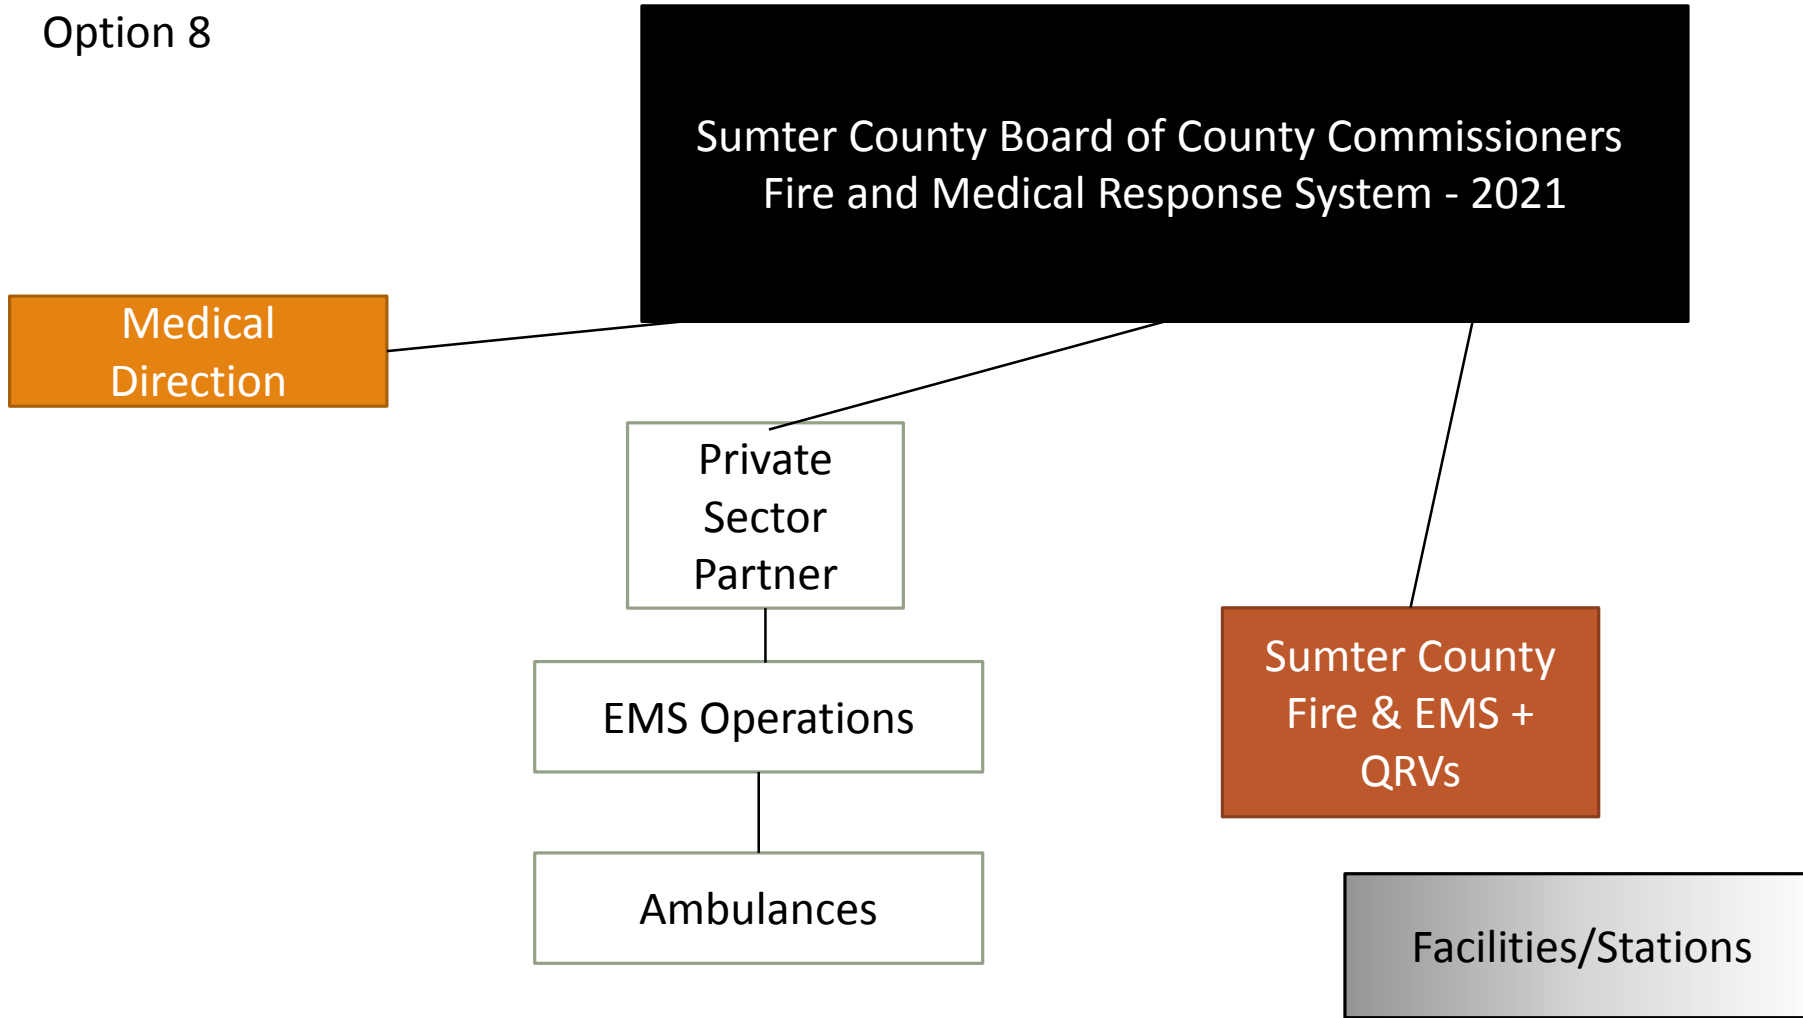 Option 8
Sumter County Board of County Commissioners
Fire and Medical Response System - 2021
Medical
Direction
Private
Sector
Partner
EMS Operations
Ambulances
Sumter County
Fire & EMS +
QRVs
Facilities/Stations